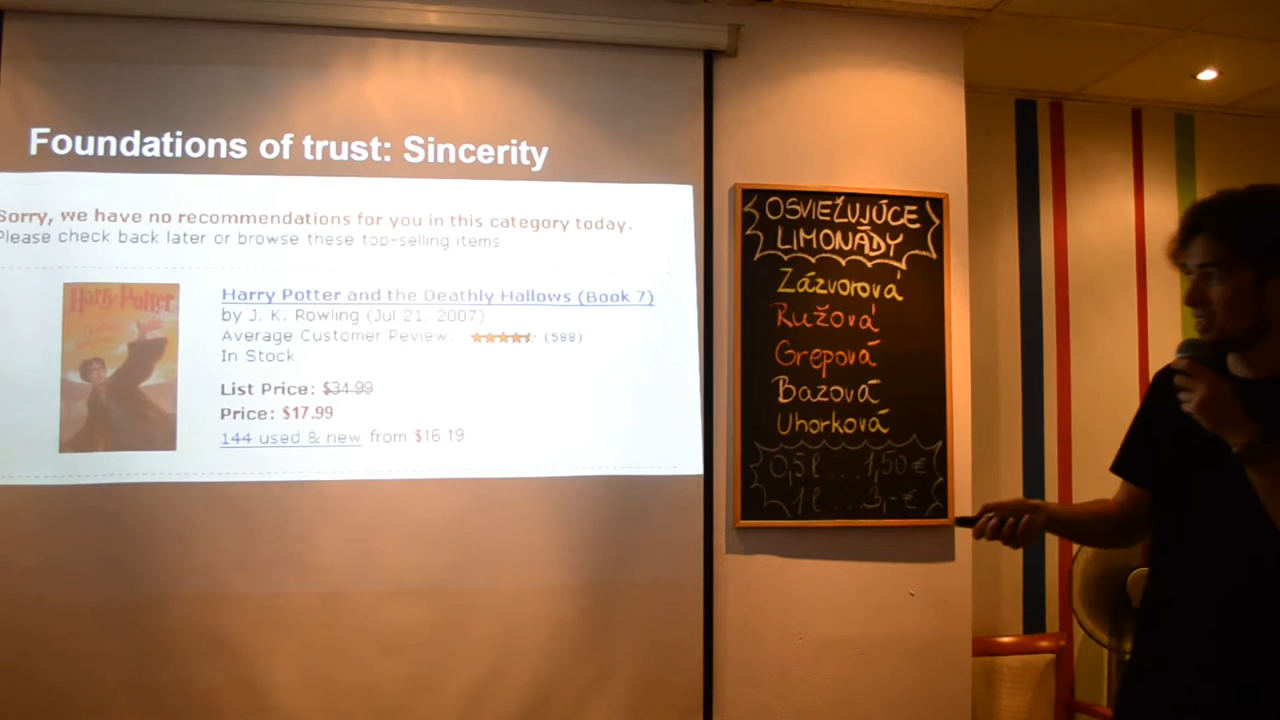 Foundations of trust: Sincerity
Sorry, we have no recommendations for you in this category today.
Please check back later or browse these top-selling items
Harry Potter
Harry Potter and the Deathly Hallows (Book 7)
by J. K. Rowling (Jul 21, 2007)
Average Customer Review: (588)
In Stock
List Price: $34.99
Price: $17.99
144 used & new from $16.19
OSVIEŽUJÚCE
LIMONÁDY
Zázvorová
Ružová
Grepová
Bazová
Uhorková
0,5l ... 1,50€
1l ... 3,-€